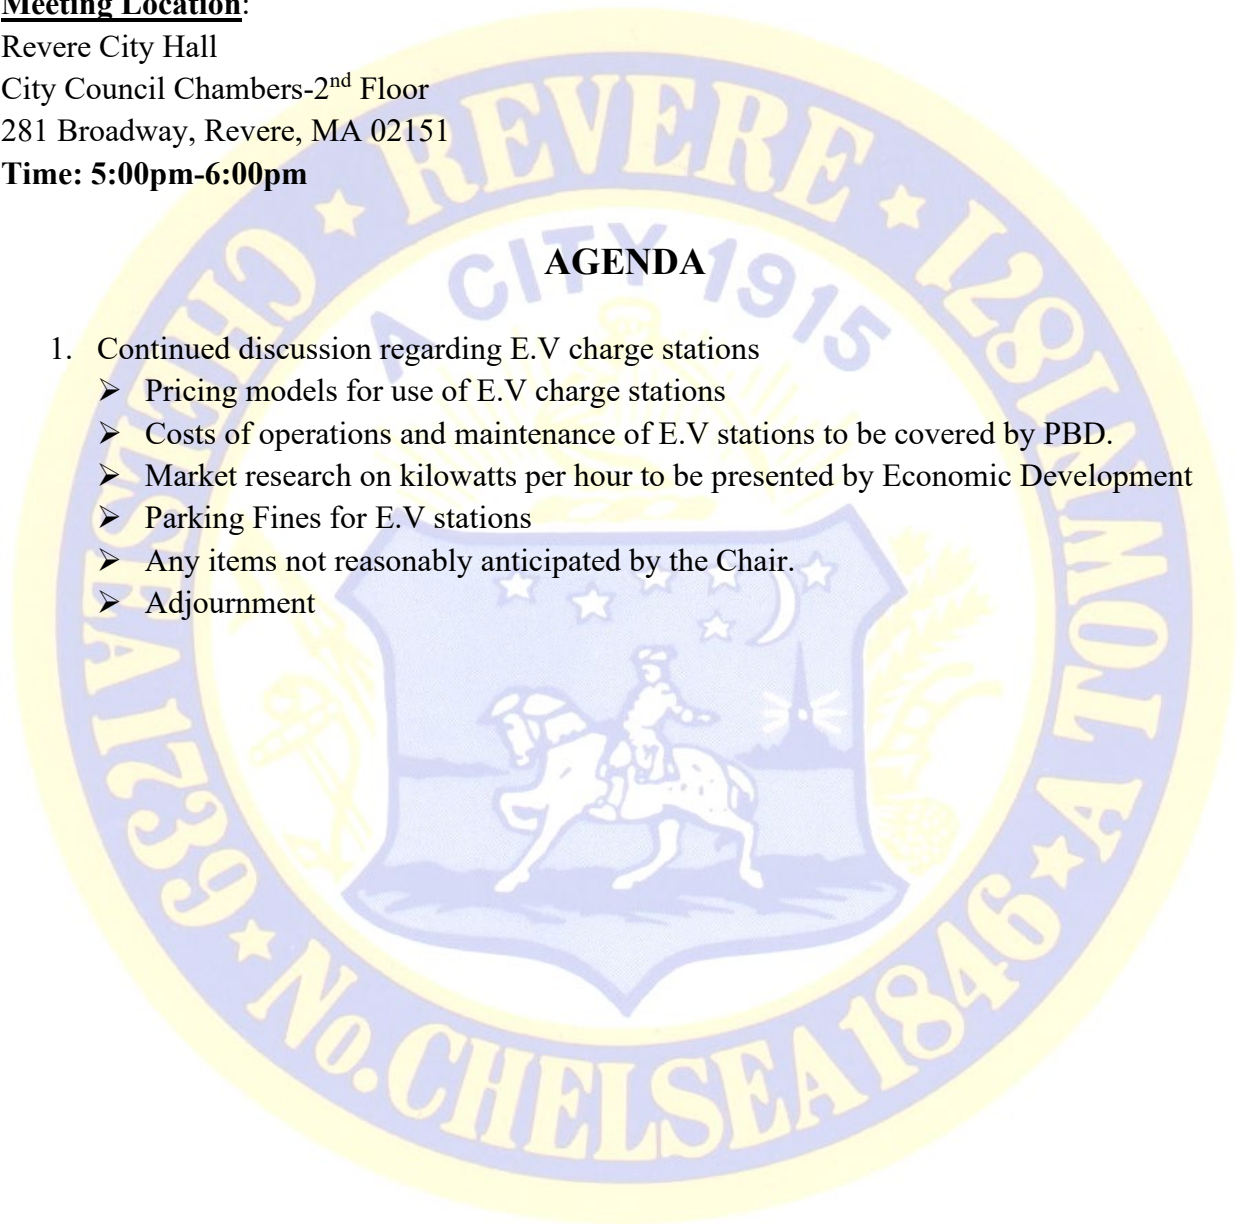 Meeting Location:
Revere City Hall
City Council Chambers-2nd Floor
281 Broadway, Revere, MA 02151
Time: 5:00pm-6:00pm
AGENDA
1. Continued discussion regarding E.V charge stations
➢ Pricing models for use of E.V charge stations
➢ Costs of operations and maintenance of E.V stations to be covered by PBD.
➢ Market research on kilowatts per hour to be presented by Economic Development
➢ Parking Fines for E.V stations
➢ Any items not reasonably anticipated by the Chair.
➢ Adjournment
REVERE
A CITY 1915
No. CHELSEA 1846